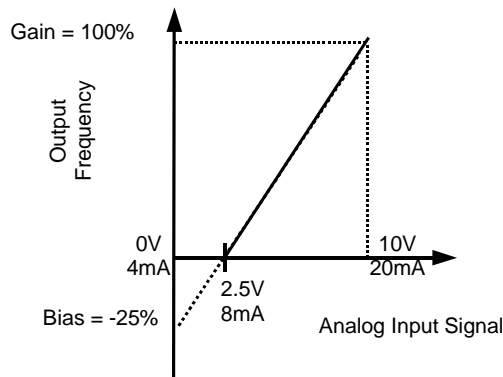 Gain = 100%
Output
Frequency
0V
4mA
10V
20mA
2.5V
8mA
Bias = -25%
Analog Input Signal